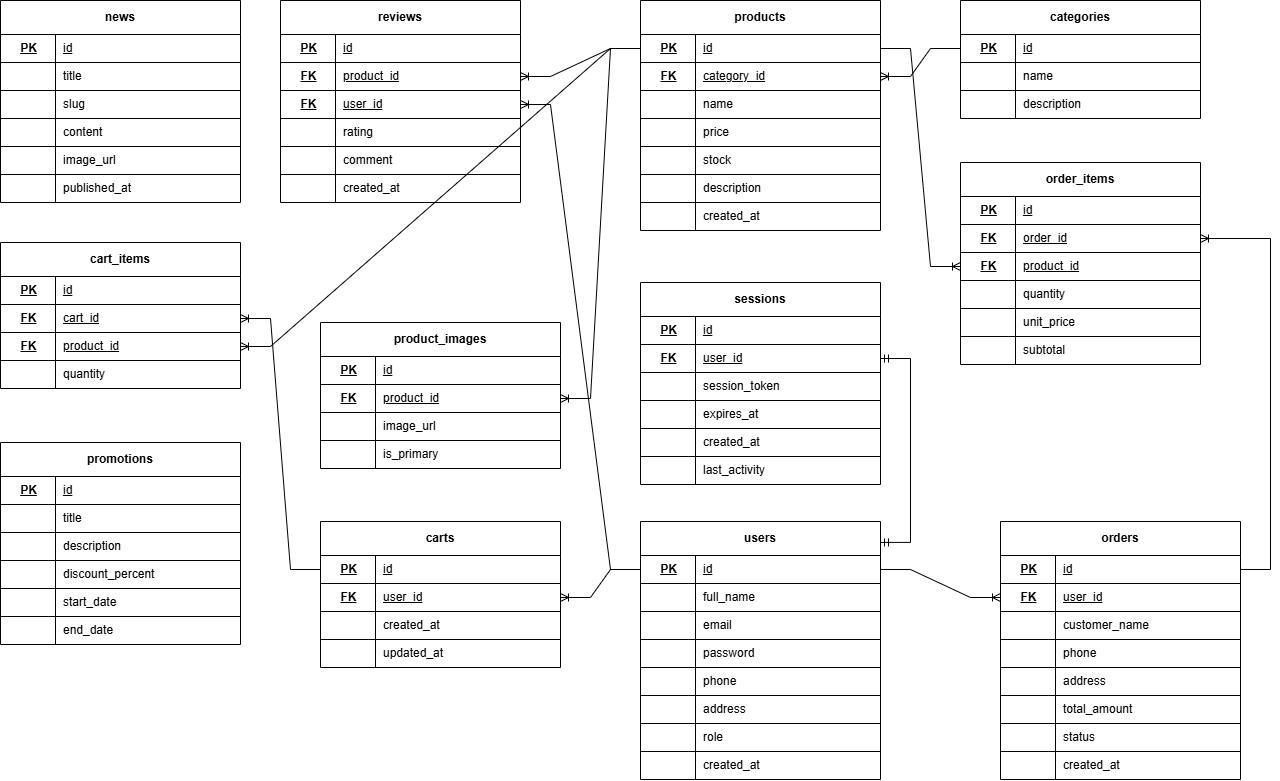 news
PK id
title
slug
content
image_url
published_at
reviews
PK id
FK product_id
FK user_id
rating
comment
created_at
products
PK id
FK category_id
name
price
stock
description
created_at
categories
PK id
name
description
order_items
PK id
FK order_id
FK product_id
quantity
unit_price
subtotal
cart_items
PK id
FK cart_id
FK product_id
quantity
product_images
PK id
FK product_id
image_url
is_primary
sessions
PK id
FK user_id
session_token
expires_at
created_at
last_activity
promotions
PK id
title
description
discount_percent
start_date
end_date
carts
PK id
FK user_id
created_at
updated_at
users
PK id
full_name
email
password
phone
address
role
created_at
orders
PK id
FK user_id
customer_name
phone
address
total_amount
status
created_at